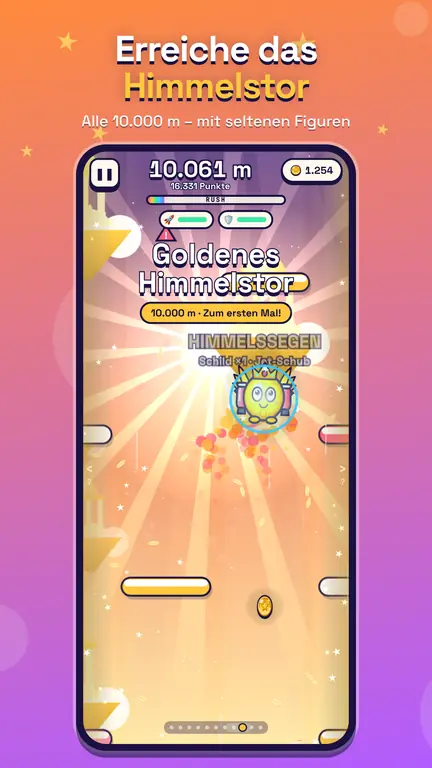 Erreiche das
Himmelstor
Alle 10.000 m – mit seltenen Figuren
10.061 m
1.254
16.331 Punkte
RUSH
Goldenes
Himmelstor
10.000 m · Zum ersten Mal!
HIMMELSSEGEN
Schild +1 · Jet-Schub